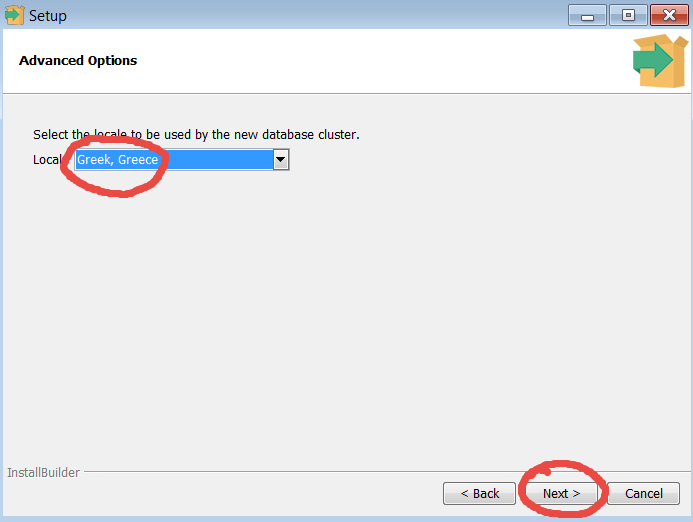 Setup
Advanced Options
Select the locale to be used by the new database cluster.
Local Greek, Greece
InstallBuilder
< Back Next > Cancel